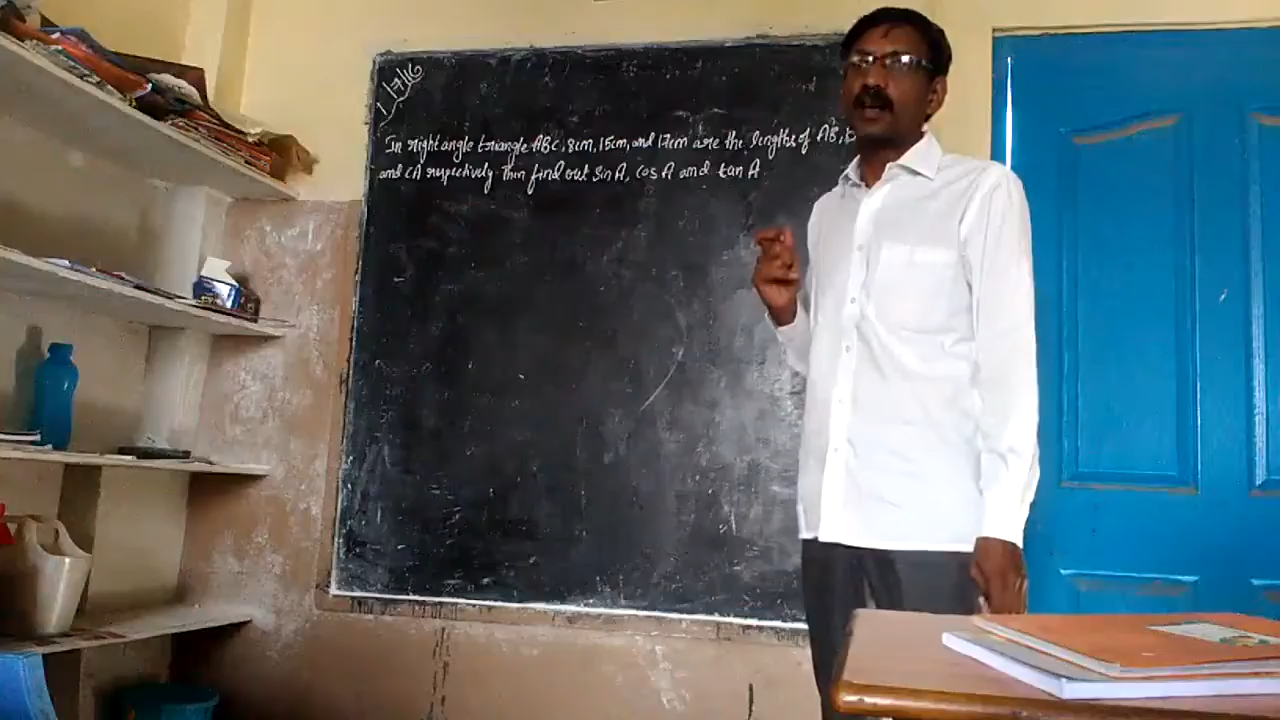 1/7/16
In right angle triangle ABC, 8cm, 15cm, and 17cm are the lengths of AB,
and CA respectively then find out Sin A, Cos A and tan A